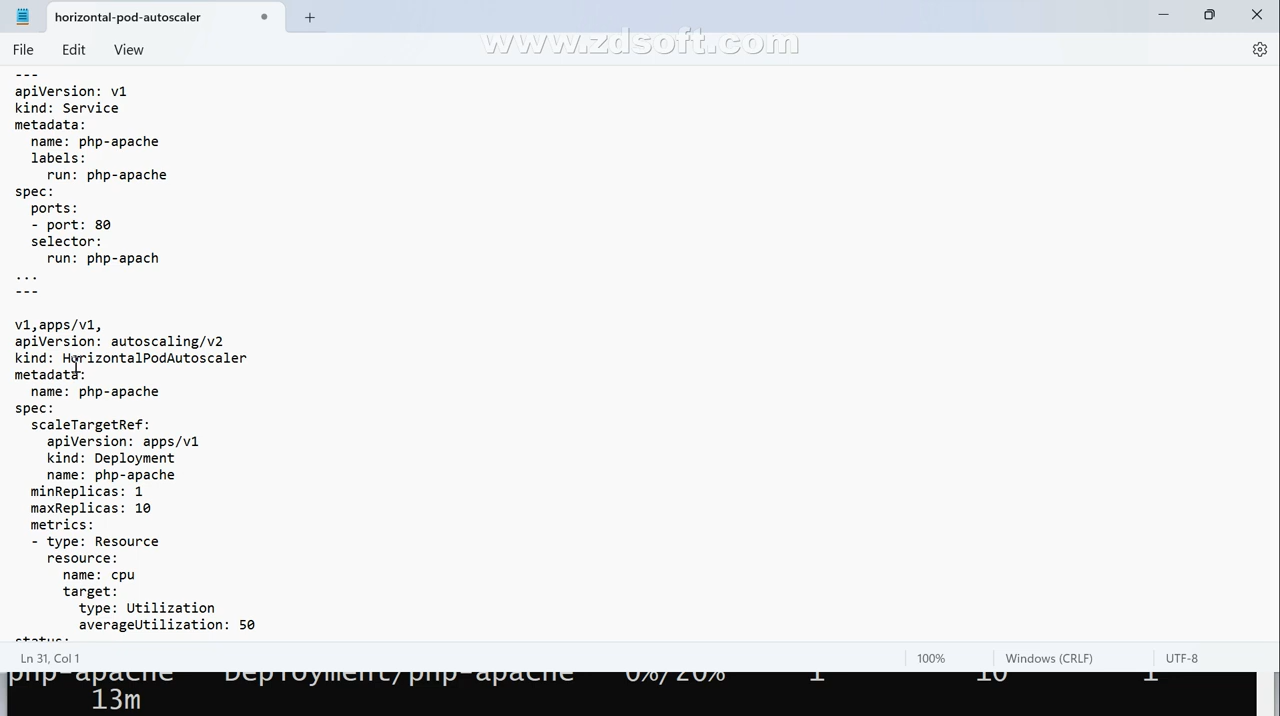 horizontal-pod-autoscaler
File Edit View
www.zdsoft.com
---
apiVersion: v1
kind: Service
metadata:
  name: php-apache
  labels:
    run: php-apache
spec:
  ports:
  - port: 80
  selector:
    run: php-apach
...
---
v1,apps/v1,
apiVersion: autoscaling/v2
kind: HorizontalPodAutoscaler
metadata:
  name: php-apache
spec:
  scaleTargetRef:
    apiVersion: apps/v1
    kind: Deployment
    name: php-apache
  minReplicas: 1
  maxReplicas: 10
  metrics:
  - type: Resource
    resource:
      name: cpu
      target:
        type: Utilization
        averageUtilization: 50
status:
Ln 31, Col 1 100% Windows (CRLF) UTF-8
php-apache Deployment/php-apache 0%/20% 1 10 1
13m